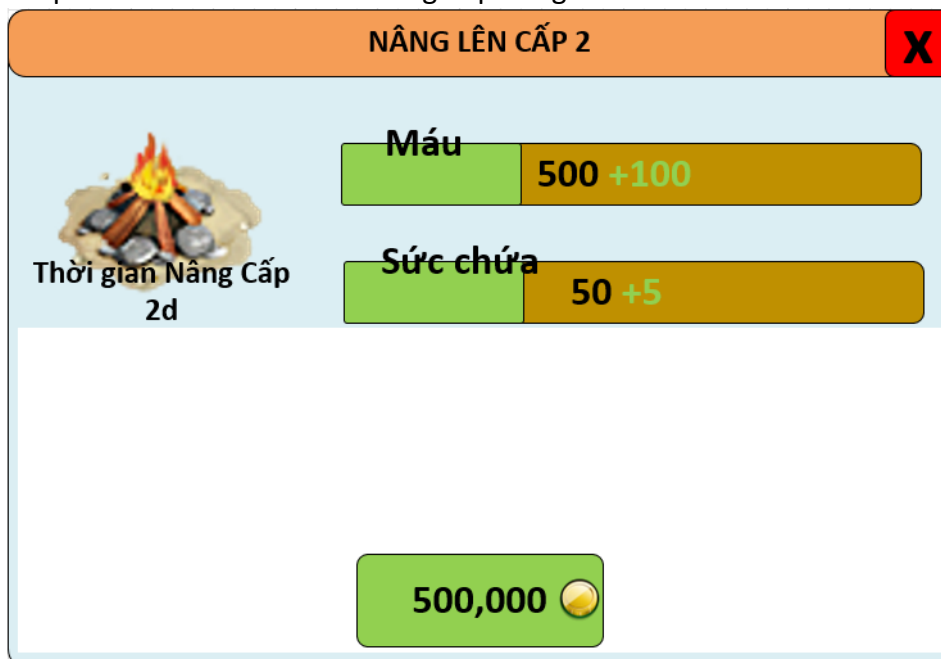 NÂNG LÊN CẤP 2
X
Máu
500 +100
Sức chứa
50 +5
Thời gian Nâng Cấp
2d
500,000